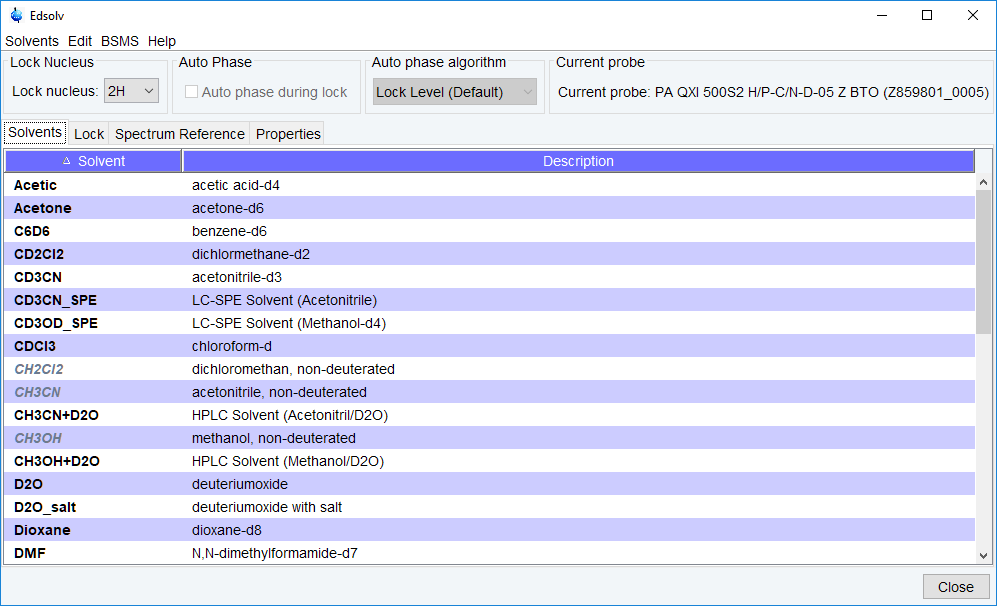 Edsolv
Solvents Edit BSMS Help
Lock Nucleus Auto Phase Auto phase algorithm Current probe
Lock nucleus: 2H Auto phase during lock Lock Level (Default) Current probe: PA QXI 500S2 H/P-C/N-D-05 Z BTO (Z859801_0005)
Solvents Lock Spectrum Reference Properties
Solvent Description
Acetic acetic acid-d4
Acetone acetone-d6
C6D6 benzene-d6
CD2Cl2 dichlormethane-d2
CD3CN acetonitrile-d3
CD3CN_SPE LC-SPE Solvent (Acetonitrile)
CD3OD_SPE LC-SPE Solvent (Methanol-d4)
CDCl3 chloroform-d
CH2Cl2 dichloromethan, non-deuterated
CH3CN acetonitrile, non-deuterated
CH3CN+D2O HPLC Solvent (Acetonitril/D2O)
CH3OH methanol, non-deuterated
CH3OH+D2O HPLC Solvent (Methanol/D2O)
D2O deuteriumoxide
D2O_salt deuteriumoxide with salt
Dioxane dioxane-d8
DMF N,N-dimethylformamide-d7
Close